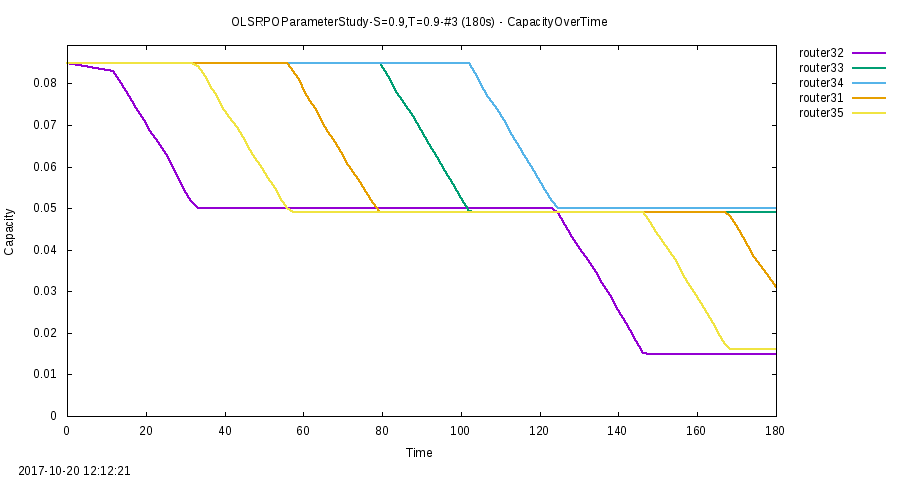 OLSRPOParameterStudy-S=0.9,T=0.9-#3 (180s) - CapacityOverTime
router32
router33
router34
router31
router35
0.08
0.07
0.06
0.05
0.04
0.03
0.02
0.01
0
Capacity
0 20 40 60 80 100 120 140 160 180
Time
2017-10-20 12:12:21